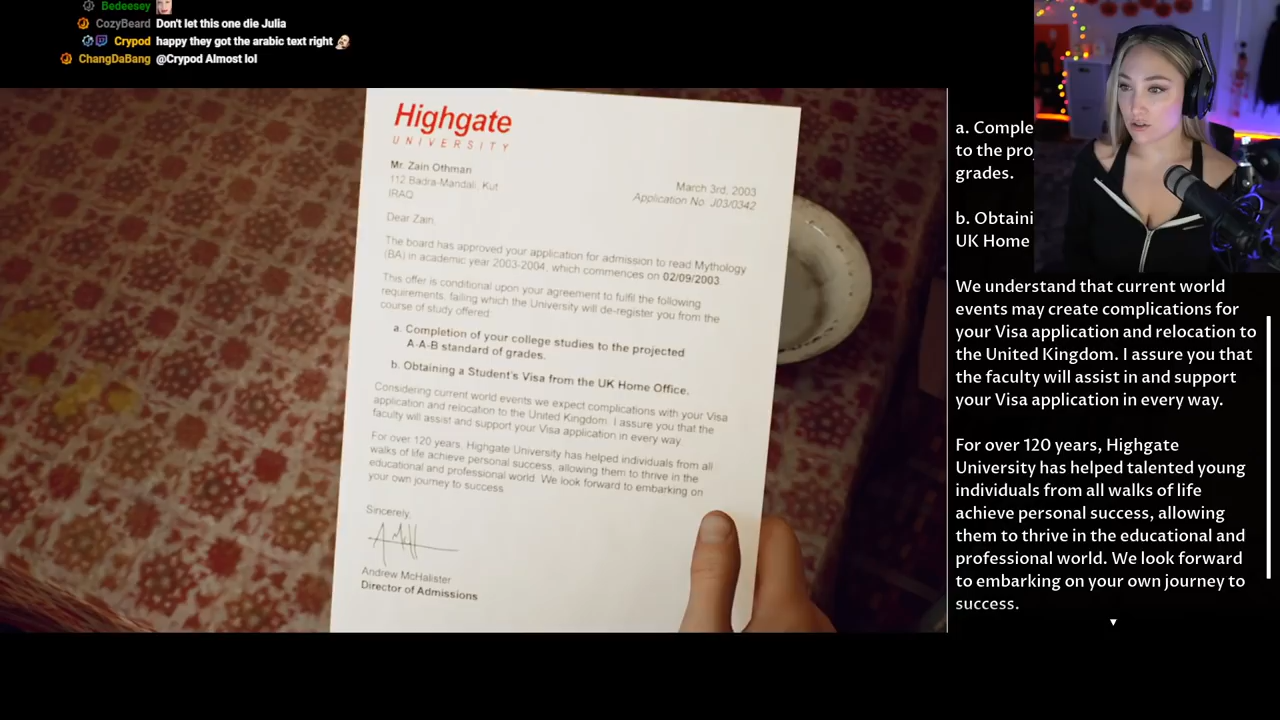 Bedeesey
CozyBeard Don't let this one die Julia
Crypod happy they got the arabic text right
ChangDaBang @Crypod Almost lol
Highgate
UNIVERSITY
Mr. Zain Othman
112 Badra-Mandali, Kut
IRAQ
March 3rd, 2003
Application No. J03/0342
Dear Zain,
The board has approved your application for admission to read Mythology
(BA) in academic year 2003-2004, which commences on 02/09/2003.
This offer is conditional upon your agreement to fulfil the following
requirements, failing which the University will de-register you from the
course of study offered:
a. Completion of your college studies to the projected
A-A-B standard of grades.
b. Obtaining a Student's Visa from the UK Home Office.
Considering current world events we expect complications with your Visa
application and relocation to the United Kingdom. I assure you that the
faculty will assist and support your Visa application in every way.
For over 120 years, Highgate University has helped individuals from all
walks of life achieve personal success, allowing them to thrive in the
educational and professional world. We look forward to embarking on
your own journey to success.
Sincerely,
Andrew McHalister
Director of Admissions
a. Comple
to the pro
grades.
b. Obtaini
UK Home
We understand that current world
events may create complications for
your Visa application and relocation to
the United Kingdom. I assure you that
the faculty will assist in and support
your Visa application in every way.
For over 120 years, Highgate
University has helped talented young
individuals from all walks of life
achieve personal success, allowing
them to thrive in the educational and
professional world. We look forward
to embarking on your own journey to
success.